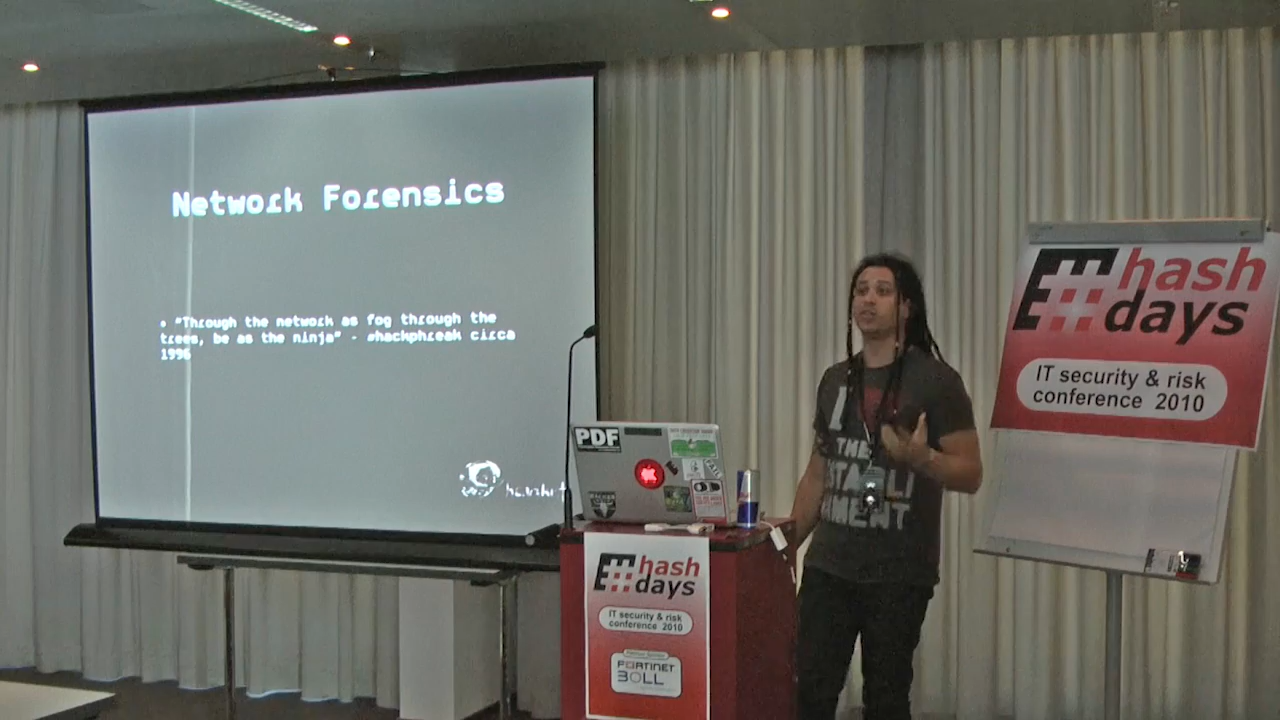 Network Forensics
• "Through the network as fog through the
trees, be as the ninja" - #hackphreak circa
1996
hash
days
IT security & risk
conference 2010
PDF
I
THE
hash
days
IT security & risk
conference 2010
FORTINET
BOLL